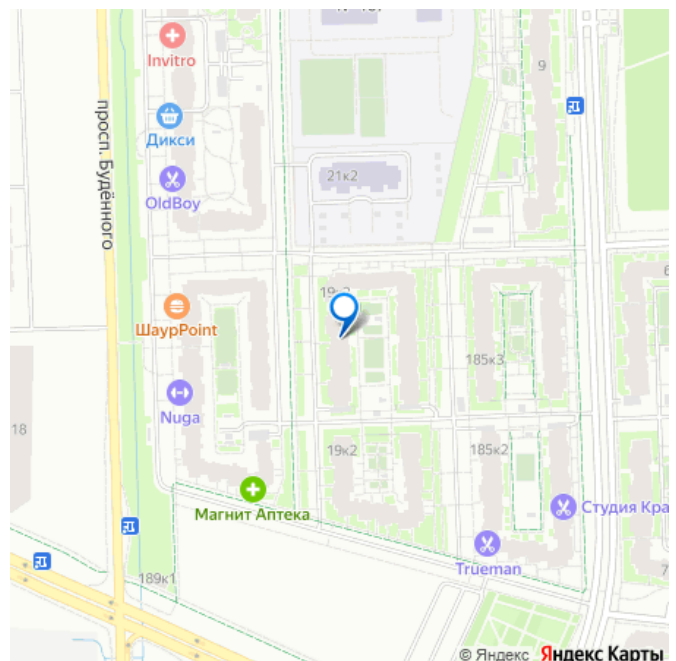 Invitro
9
Дикси
просп. Будённого
21к2
OldBoy
ШаурPoint
185к3
Nuga
18
19к2
185к2
Магнит Аптека
Студия Кра
Trueman
189к1
© Яндекс Яндекс Карты